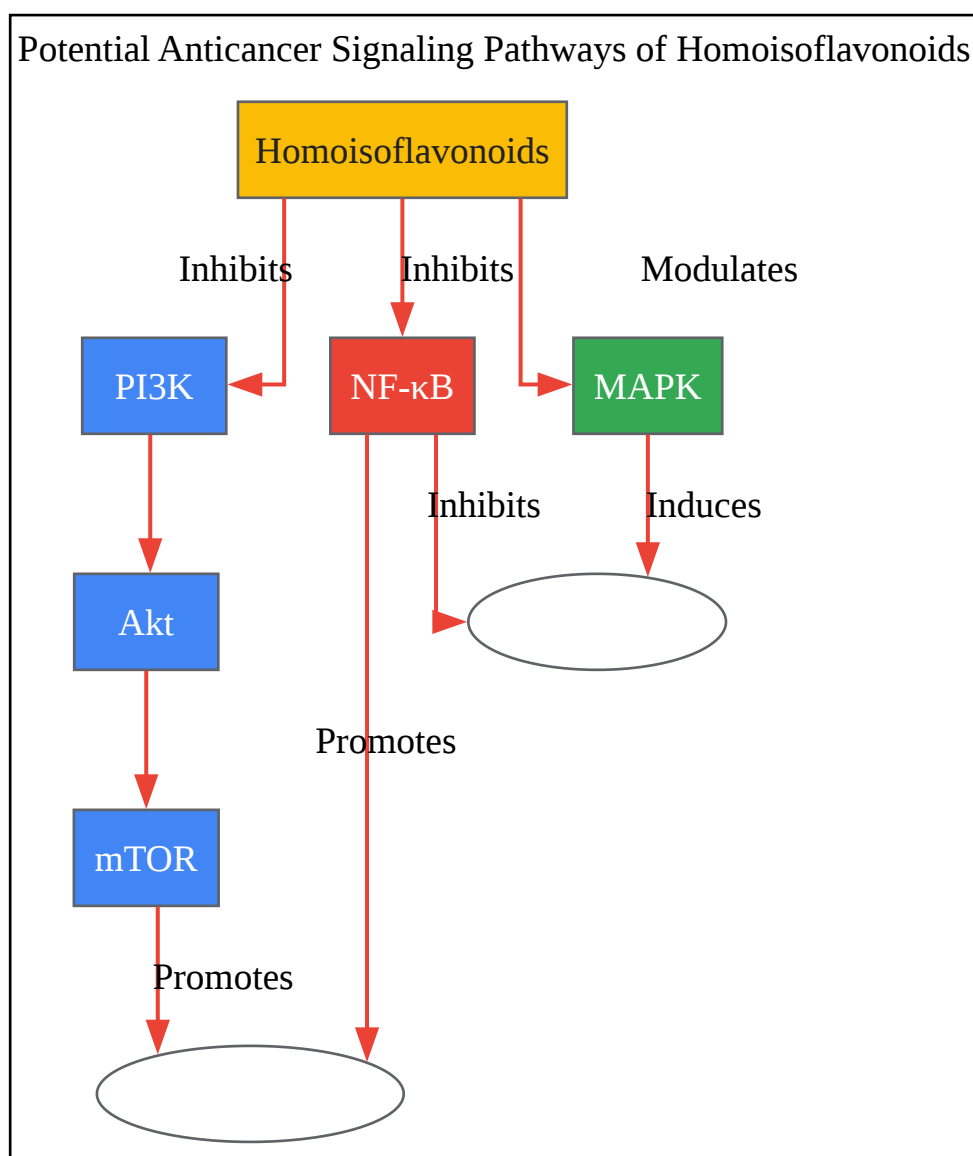 Potential Anticancer Signaling Pathways of Homoisoflavonoids
Homoisoflavonoids
Inhibits
Inhibits
Modulates
PI3K
NF-κB
MAPK
Inhibits
Induces
Akt
Promotes
mTOR
Promotes